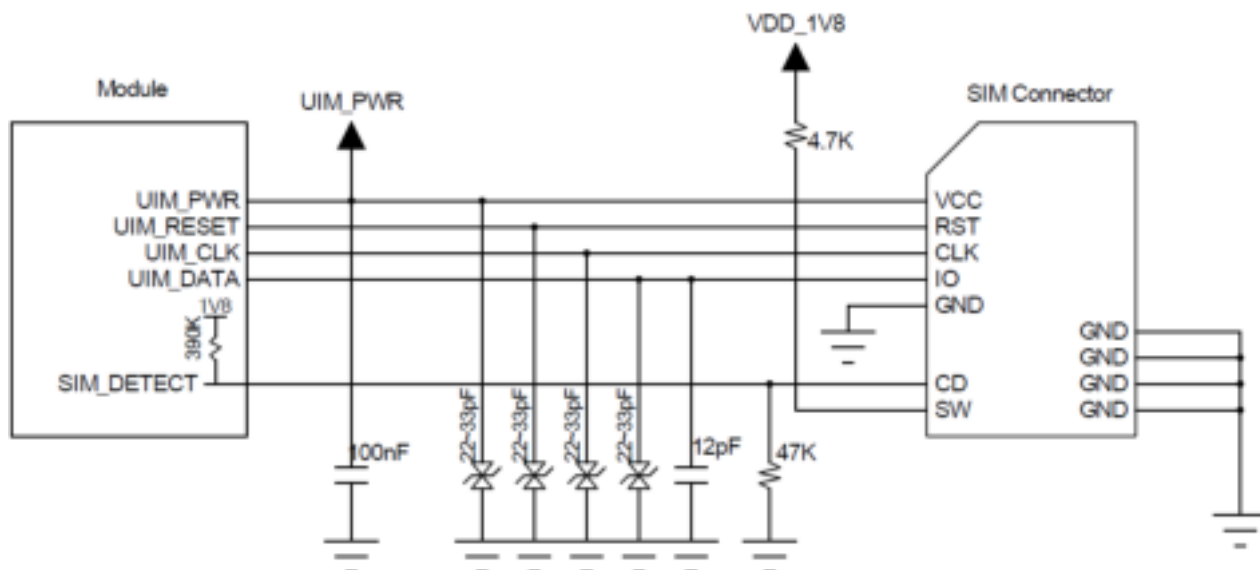 VDD_1V8
Module
UIM_PWR
SIM Connector
4.7K
UIM_PWR
VCC
UIM_RESET
RST
UIM_CLK
CLK
UIM_DATA
IO
1V8
GND
390K
GND
GND
SIM_DETECT
CD
GND
SW
GND
100nF
22~33pF
22~33pF
22~33pF
22~33pF
12pF
47K